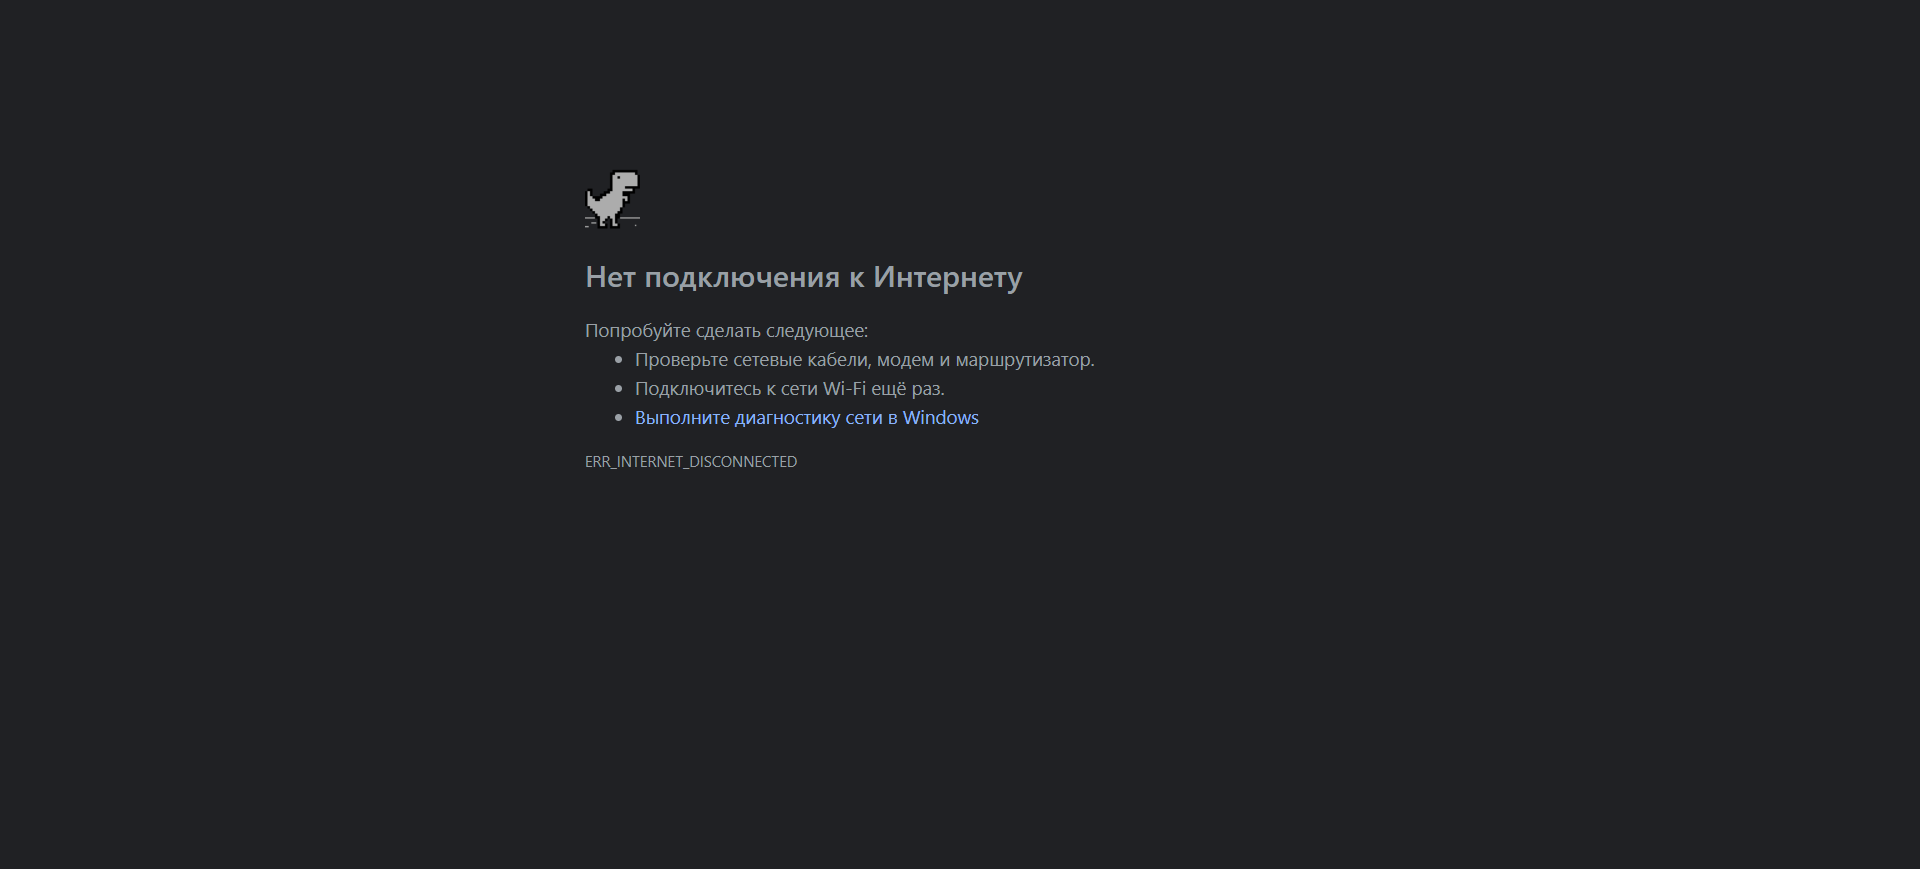 Нет подключения к Интернету
Попробуйте сделать следующее:
Проверьте сетевые кабели, модем и маршрутизатор.
Подключитесь к сети Wi-Fi ещё раз.
Выполните диагностику сети в Windows
ERR_INTERNET_DISCONNECTED